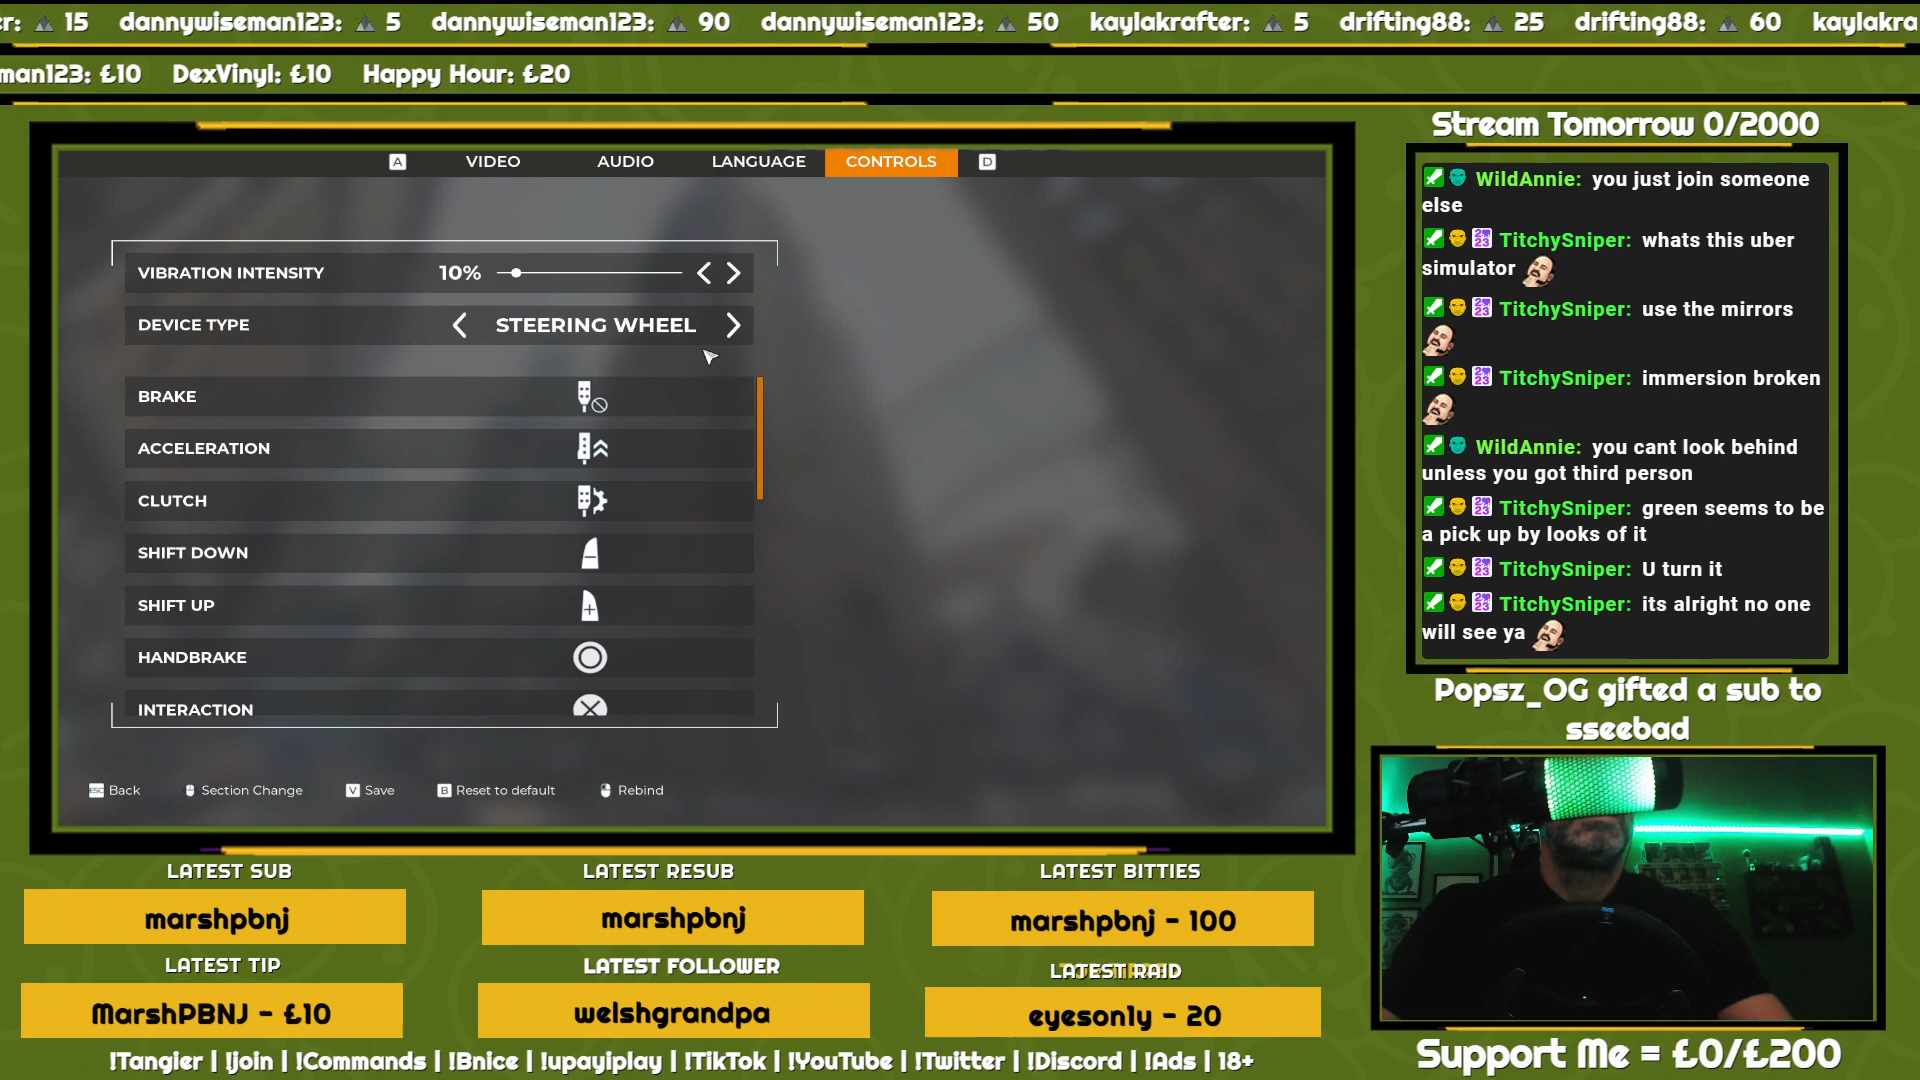 er: 15 dannywiseman123: 5 dannywiseman123: 90 dannywiseman123: 50 kaylakrafter: 5 drifting88: 25 drifting88: 60 kaylakra
man123: £10 DexVinyl: £10 Happy Hour: £20
A VIDEO AUDIO LANGUAGE CONTROLS D
VIBRATION INTENSITY 10%
DEVICE TYPE STEERING WHEEL
BRAKE
ACCELERATION
CLUTCH
SHIFT DOWN
SHIFT UP
HANDBRAKE
INTERACTION
ESC Back Section Change V Save B Reset to default Rebind
Stream Tomorrow 0/2000
WildAnnie: you just join someone
else
TitchySniper: whats this uber
simulator
TitchySniper: use the mirrors
TitchySniper: immersion broken
WildAnnie: you cant look behind
unless you got third person
TitchySniper: green seems to be
a pick up by looks of it
TitchySniper: U turn it
TitchySniper: its alright no one
will see ya
Popsz_OG gifted a sub to
sseebad
LATEST SUB
marshpbnj
LATEST RESUB
marshpbnj
LATEST BITTIES
marshpbnj - 100
LATEST TIP
MarshPBNJ - £10
LATEST FOLLOWER
welshgrandpa
LATEST RAID
eyesonly - 20
!Tangier | !join | !Commands | !Bnice | !upayiplay | !TikTok | !YouTube | !Twitter | !Discord | !Ads | 18+
Support Me = £0/£200